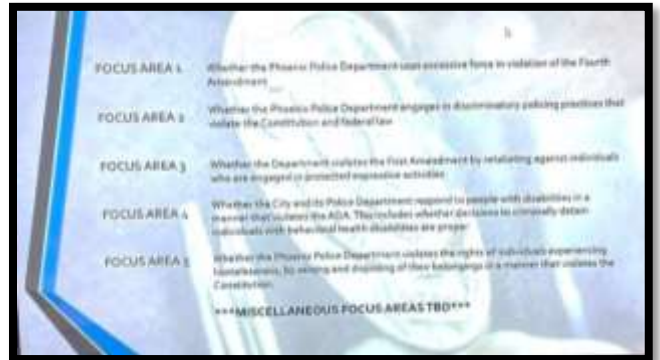 FOCUS AREA 1 Whether the Phoenix Police Department uses excessive force in violation of the Fourth
Amendment
FOCUS AREA 2 Whether the Phoenix Police Department engages in discriminatory policing practices that
violate the Constitution and federal law
FOCUS AREA 3 Whether the Department violates the First Amendment by retaliating against individuals
who are engaged in protected expressive activities
FOCUS AREA 4 Whether the City and its Police Department respond to people with disabilities in a
manner that violates the ADA. This includes whether decisions to criminally detain
individuals with behavioral health disabilities are proper
FOCUS AREA 5 Whether the Phoenix Police Department violates the rights of individuals experiencing
homelessness, by seizing and disposing of their belongings in a manner that violates the
Constitution.
***MISCELLANEOUS FOCUS AREAS TBD***